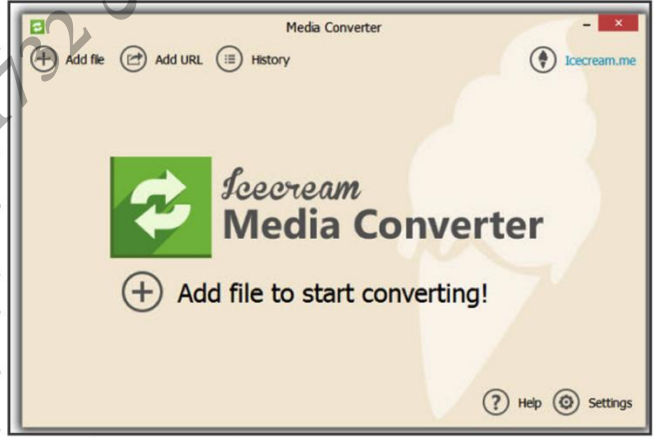 Media Converter
Add file
Add URL
History
Icecream.me
Icecream
Media Converter
Add file to start converting!
Help
Settings